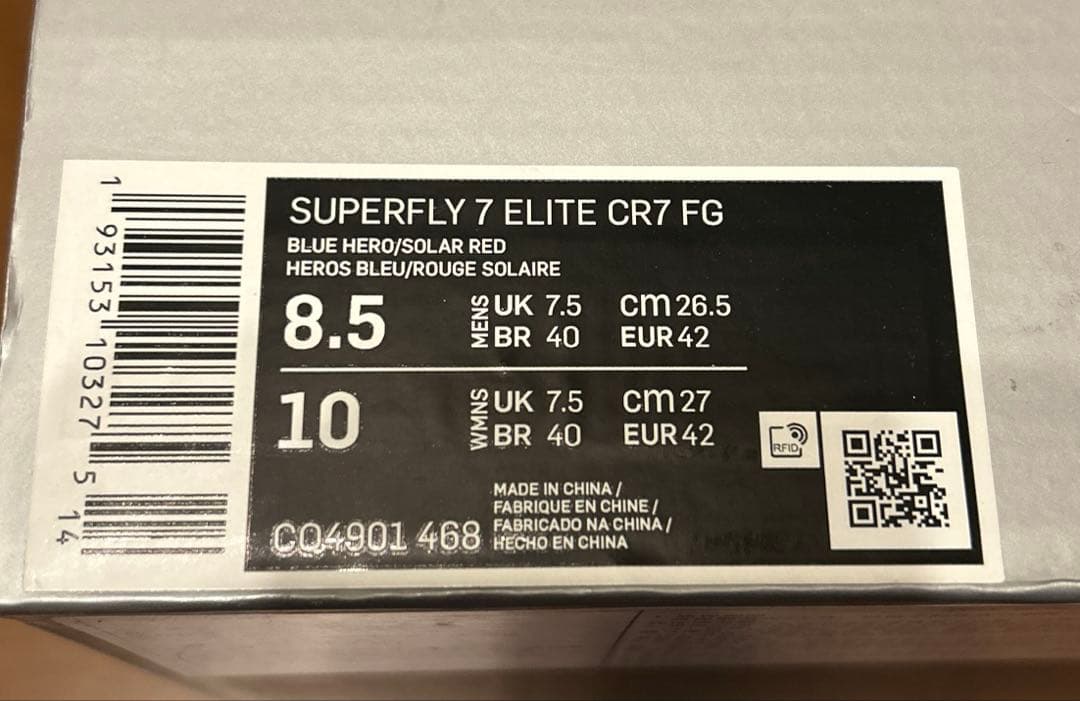 1 93153 10327 5 14
SUPERFLY 7 ELITE CR7 FG
BLUE HERO/SOLAR RED
HEROS BLEU/ROUGE SOLAIRE
8.5 MENS UK 7.5 cm 26.5
BR 40 EUR 42
10 WMNS UK 7.5 cm 27
BR 40 EUR 42
RFID
MADE IN CHINA /
FABRIQUE EN CHINE /
FABRICADO NA CHINA /
HECHO EN CHINA
CQ4901 468